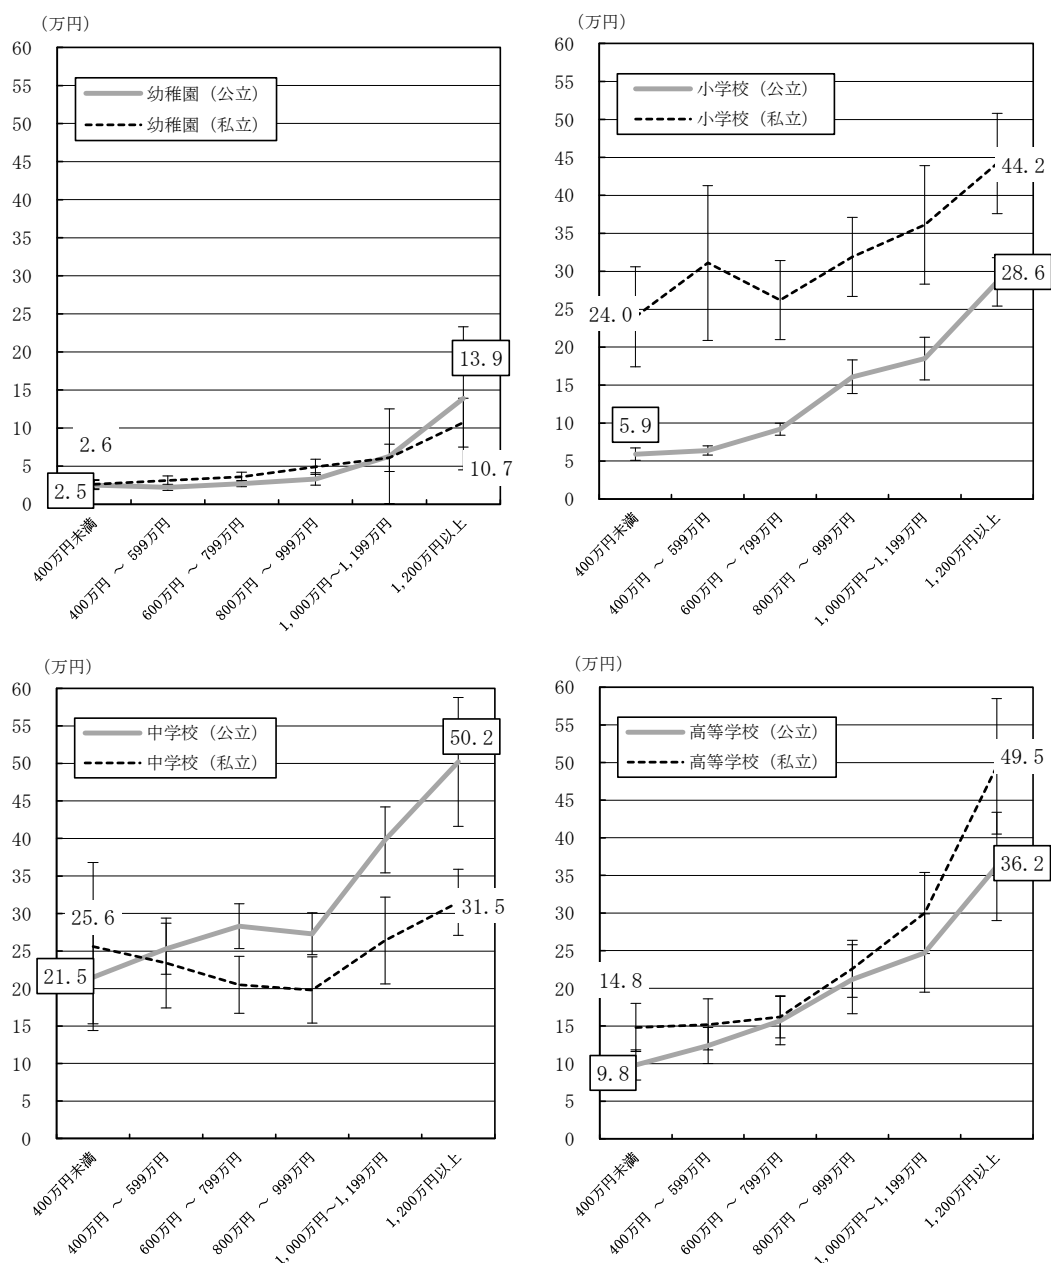 （万円）
60
55
50
45
40
35
30
25
20
15
10
5
0
幼稚園（公立）
幼稚園（私立）
2.6
2.5
13.9
10.7
400万円未満
400万円 ～ 599万円
600万円 ～ 799万円
800万円 ～ 999万円
1,000万円～1,199万円
1,200万円以上
（万円）
60
55
50
45
40
35
30
25
20
15
10
5
0
小学校（公立）
小学校（私立）
24.0
5.9
44.2
28.6
400万円未満
400万円 ～ 599万円
600万円 ～ 799万円
800万円 ～ 999万円
1,000万円～1,199万円
1,200万円以上
（万円）
60
55
50
45
40
35
30
25
20
15
10
5
0
中学校（公立）
中学校（私立）
25.6
21.5
50.2
31.5
400万円未満
400万円 ～ 599万円
600万円 ～ 799万円
800万円 ～ 999万円
1,000万円～1,199万円
1,200万円以上
（万円）
60
55
50
45
40
35
30
25
20
15
10
5
0
高等学校（公立）
高等学校（私立）
14.8
9.8
49.5
36.2
400万円未満
400万円 ～ 599万円
600万円 ～ 799万円
800万円 ～ 999万円
1,000万円～1,199万円
1,200万円以上